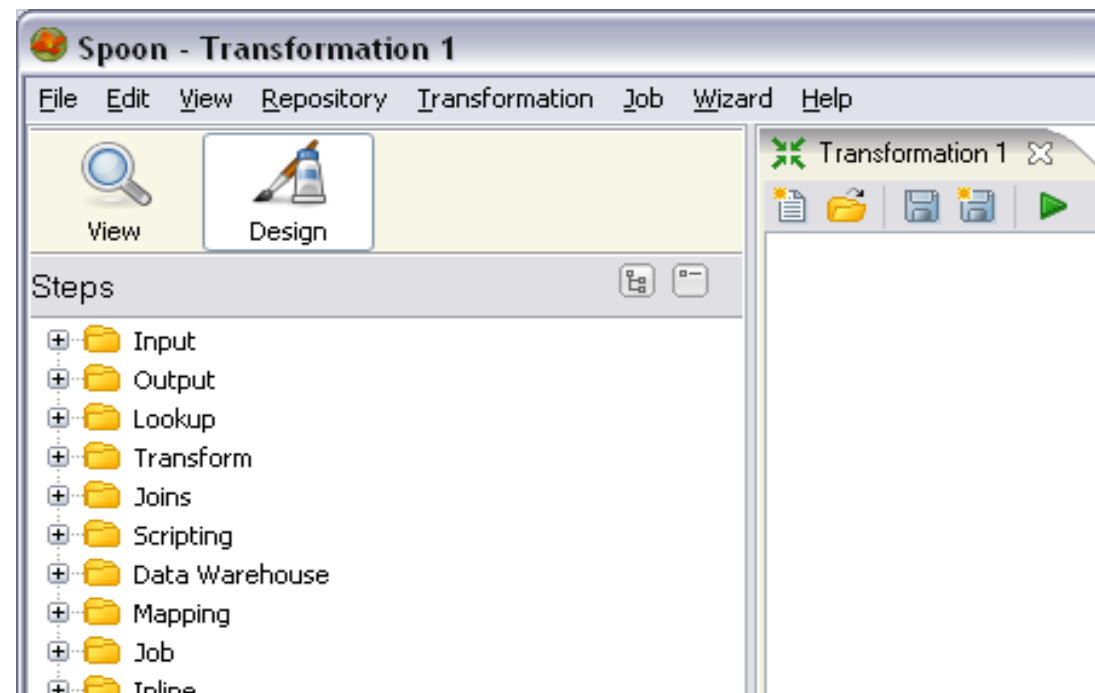 Spoon - Transformation 1
File Edit View Repository Transformation Job Wizard Help
View Design
Transformation 1
Steps
Input
Output
Lookup
Transform
Joins
Scripting
Data Warehouse
Mapping
Job
Inline